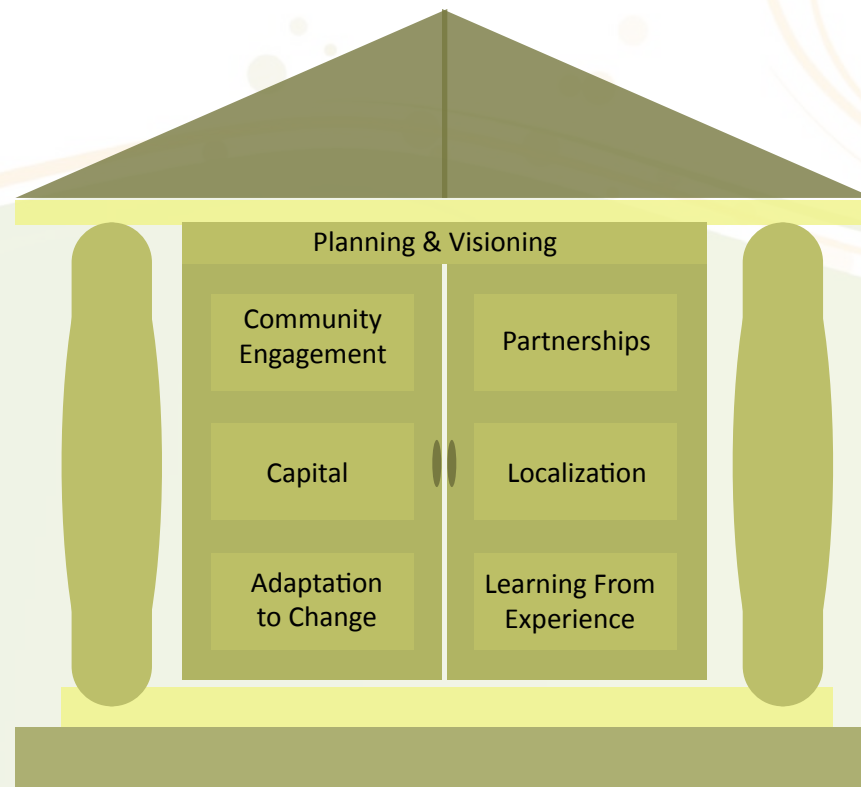 Planning & Visioning
Community
Engagement
Partnerships
Capital
Localization
Adaptation
to Change
Learning From
Experience